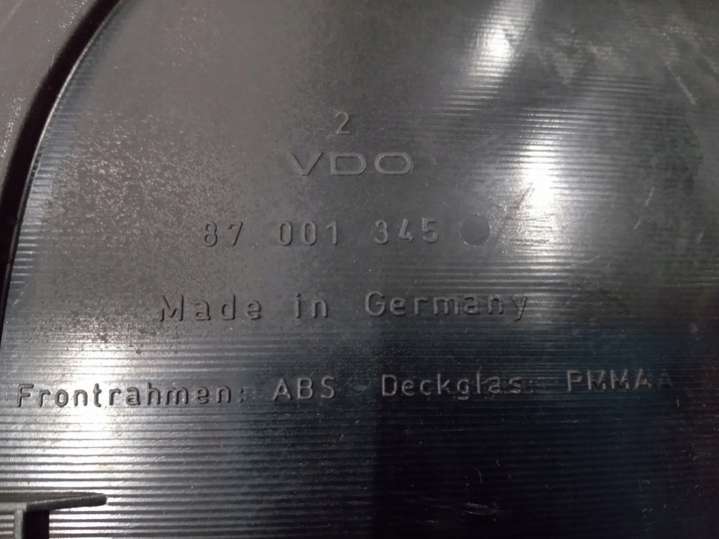 2
VDO
87 001 345
Made in Germany
Frontrahmen: ABS Deckglas: PMMA